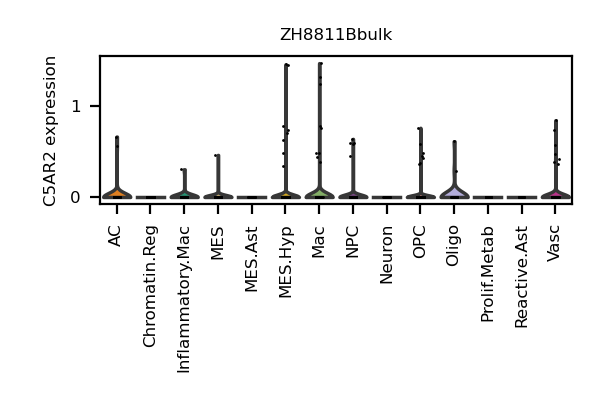 ZH8811Bbulk
C5AR2 expression
1
0
AC
Chromatin.Reg
Inflammatory.Mac
MES
MES.Ast
MES.Hyp
Mac
NPC
Neuron
OPC
Oligo
Prolif.Metab
Reactive.Ast
Vasc